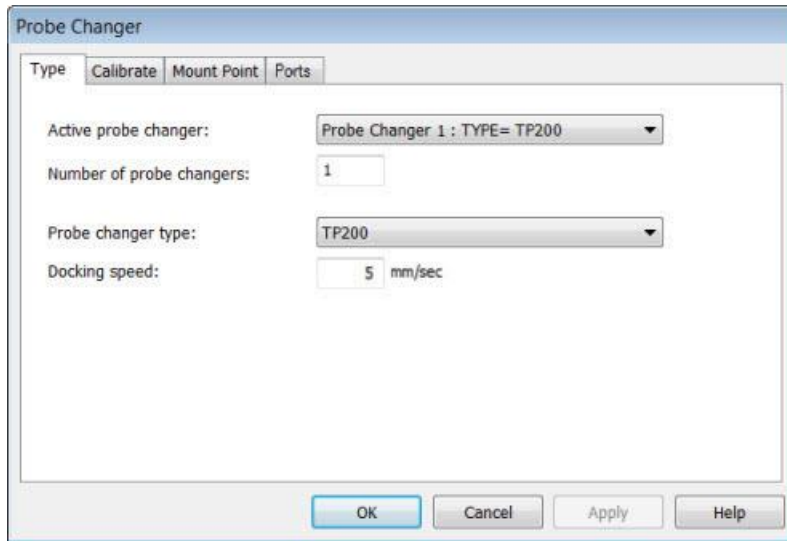 Probe Changer
Type Calibrate Mount Point Ports
Active probe changer: Probe Changer 1 : TYPE= TP200
Number of probe changers: 1
Probe changer type: TP200
Docking speed: 5 mm/sec
OK Cancel Apply Help